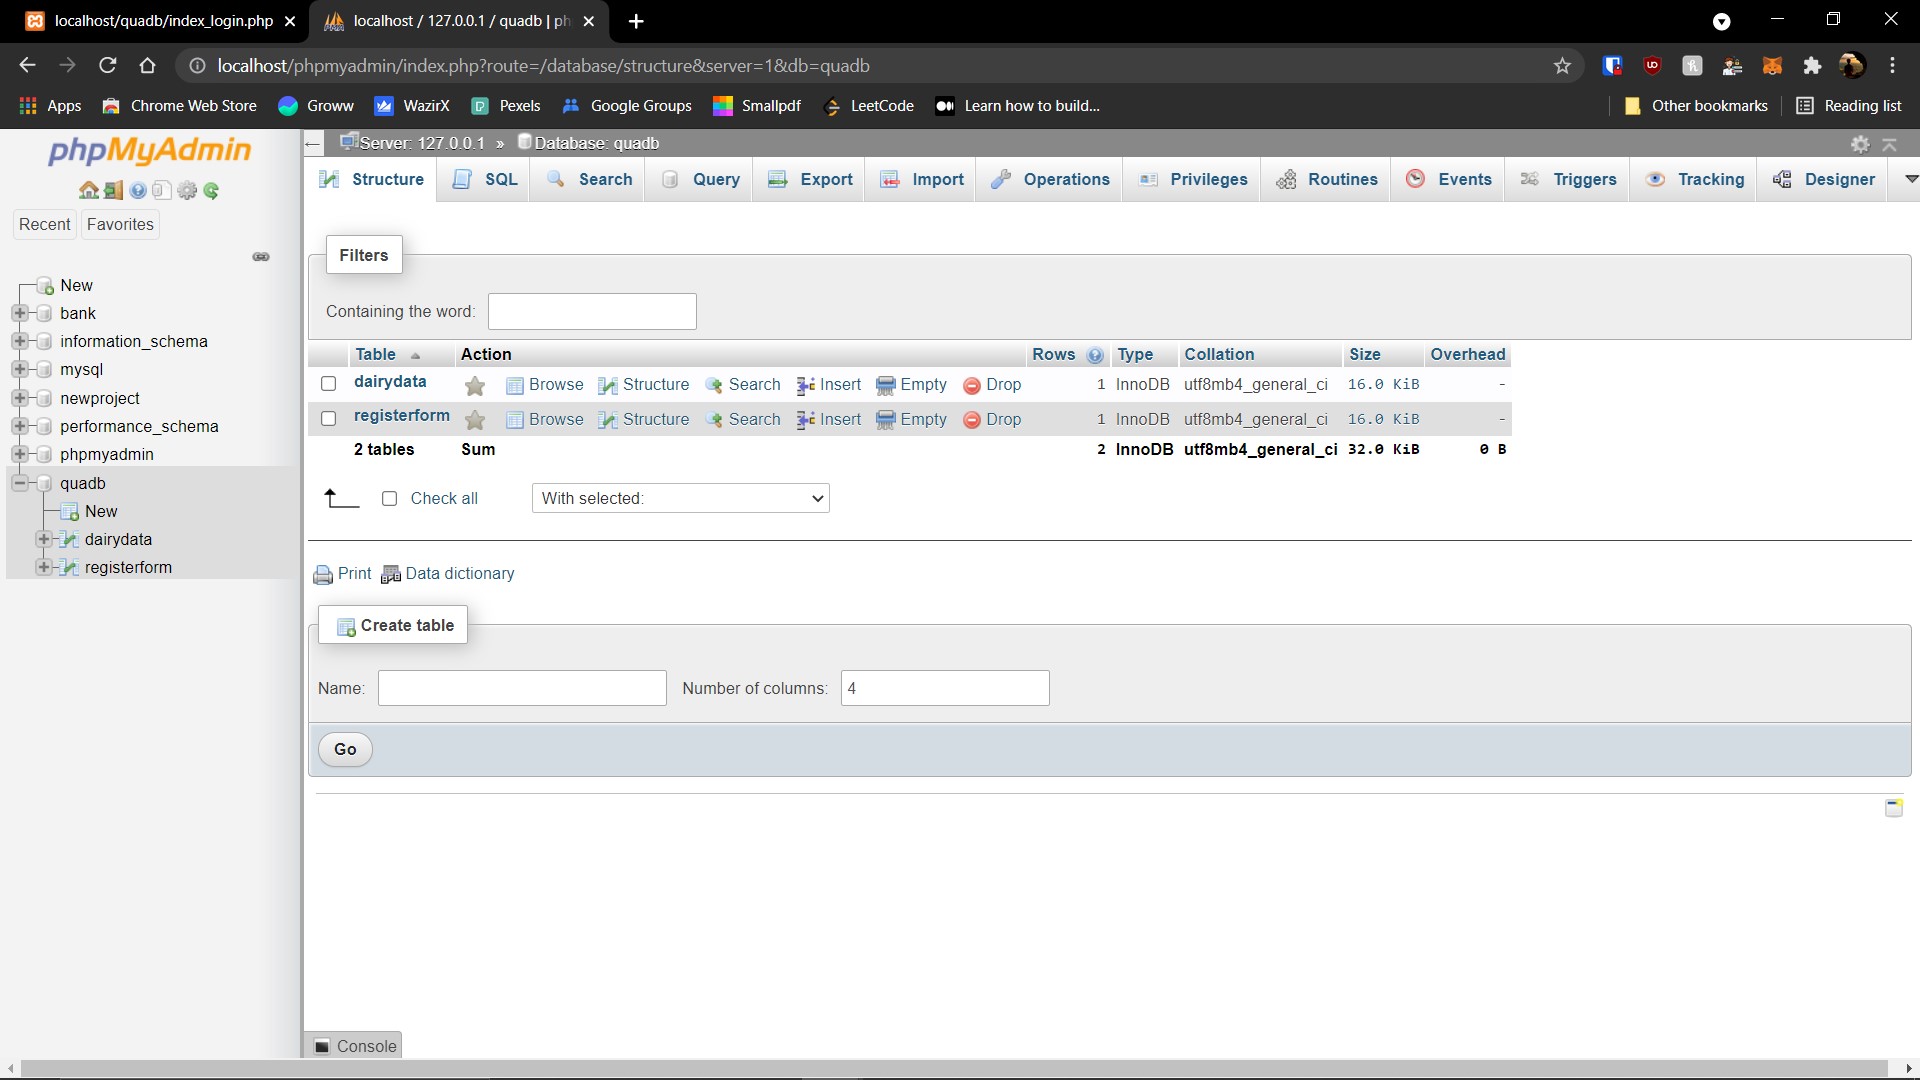 localhost/quadb/index_login.php
localhost / 127.0.0.1 / quadb | ph
localhost/phpmyadmin/index.php?route=/database/structure&server=1&db=quadb
Apps Chrome Web Store Groww WazirX Pexels Google Groups Smallpdf LeetCode Learn how to build... Other bookmarks Reading list
phpMyAdmin
Recent Favorites
New
bank
information_schema
mysql
newproject
performance_schema
phpmyadmin
quadb
New
dairydata
registerform
Server: 127.0.0.1 » Database: quadb
Structure SQL Search Query Export Import Operations Privileges Routines Events Triggers Tracking Designer
Filters
Containing the word:
Table Action Rows Type Collation Size Overhead
dairydata Browse Structure Search Insert Empty Drop 1 InnoDB utf8mb4_general_ci 16.0 KiB -
registerform Browse Structure Search Insert Empty Drop 1 InnoDB utf8mb4_general_ci 16.0 KiB -
2 tables Sum 2 InnoDB utf8mb4_general_ci 32.0 KiB 0 B
Check all With selected:
Print Data dictionary
Create table
Name: Number of columns: 4
Go
Console